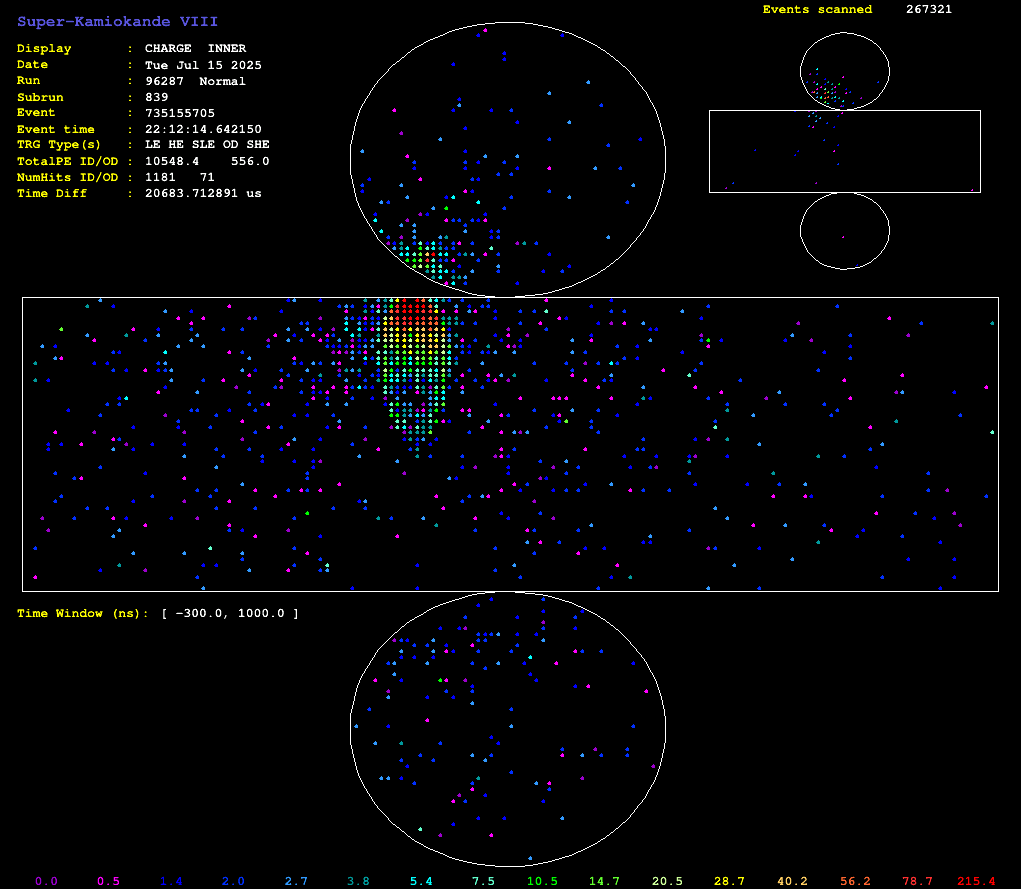 Super-Kamiokande VIII
Events scanned 267321
Display : CHARGE INNER
Date : Tue Jul 15 2025
Run : 96287 Normal
Subrun : 839
Event : 735155705
Event time : 22:12:14.642150
TRG Type(s) : LE HE SLE OD SHE
TotalPE ID/OD : 10548.4 556.0
NumHits ID/OD : 1181 71
Time Diff : 20683.712891 us
Time Window (ns): [ -300.0, 1000.0 ]
0.0 0.5 1.4 2.0 2.7 3.8 5.4 7.5 10.5 14.7 20.5 28.7 40.2 56.2 78.7 215.4